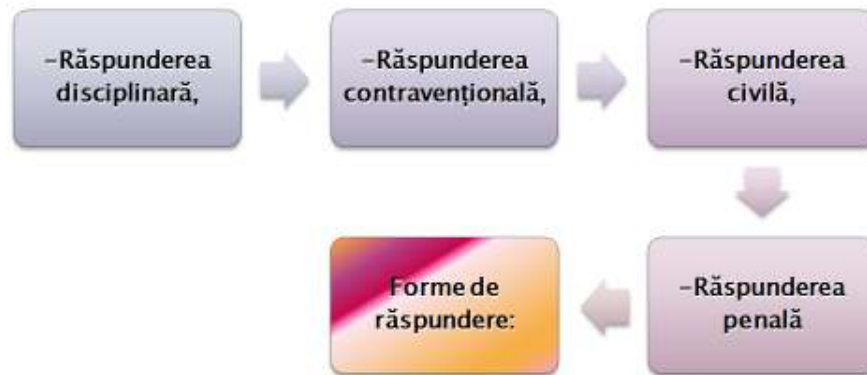 -Răspunderea
disciplinară,
-Răspunderea
contravențională,
-Răspunderea
civilă,
-Răspunderea
penală
Forme de
răspundere: